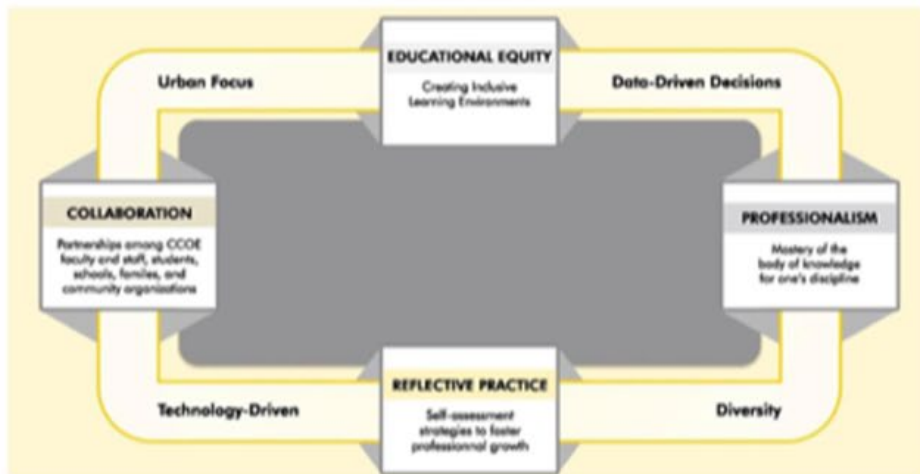 EDUCATIONAL EQUITY
Creating Inclusive
Learning Environments
Urban Focus
Data-Driven Decisions
COLLABORATION
Partnerships among CCOE
faculty and staff, students,
schools, familes, and
community organizations
PROFESSIONALISM
Mastery of the
body of knowledge
for one's discipline
REFLECTIVE PRACTICE
Self-assessment
strategies to foster
professionnal growth
Technology-Driven
Diversity